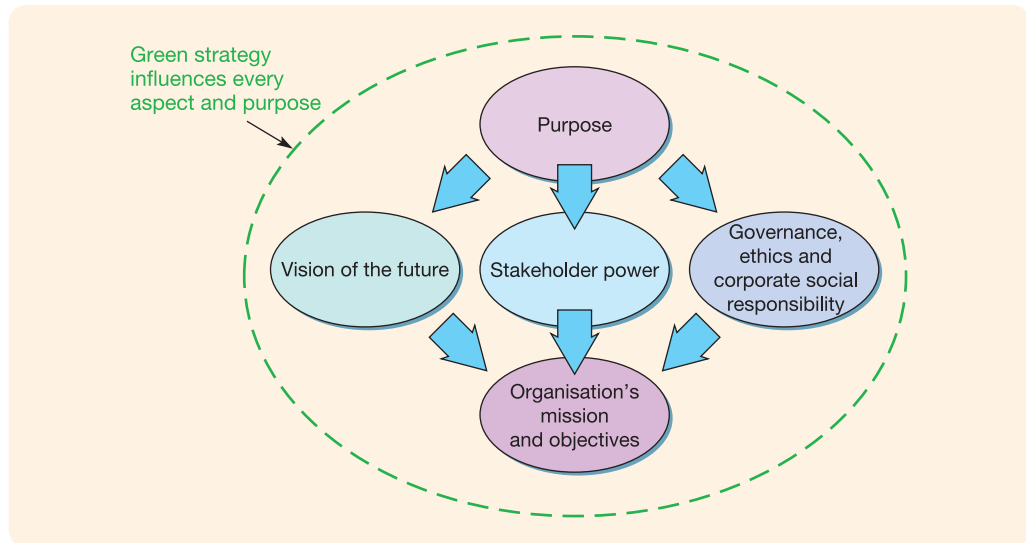 Green strategy
influences every
aspect and purpose
Purpose
Vision of the future
Stakeholder power
Governance,
ethics and
corporate social
responsibility
Organisation’s
mission
and objectives